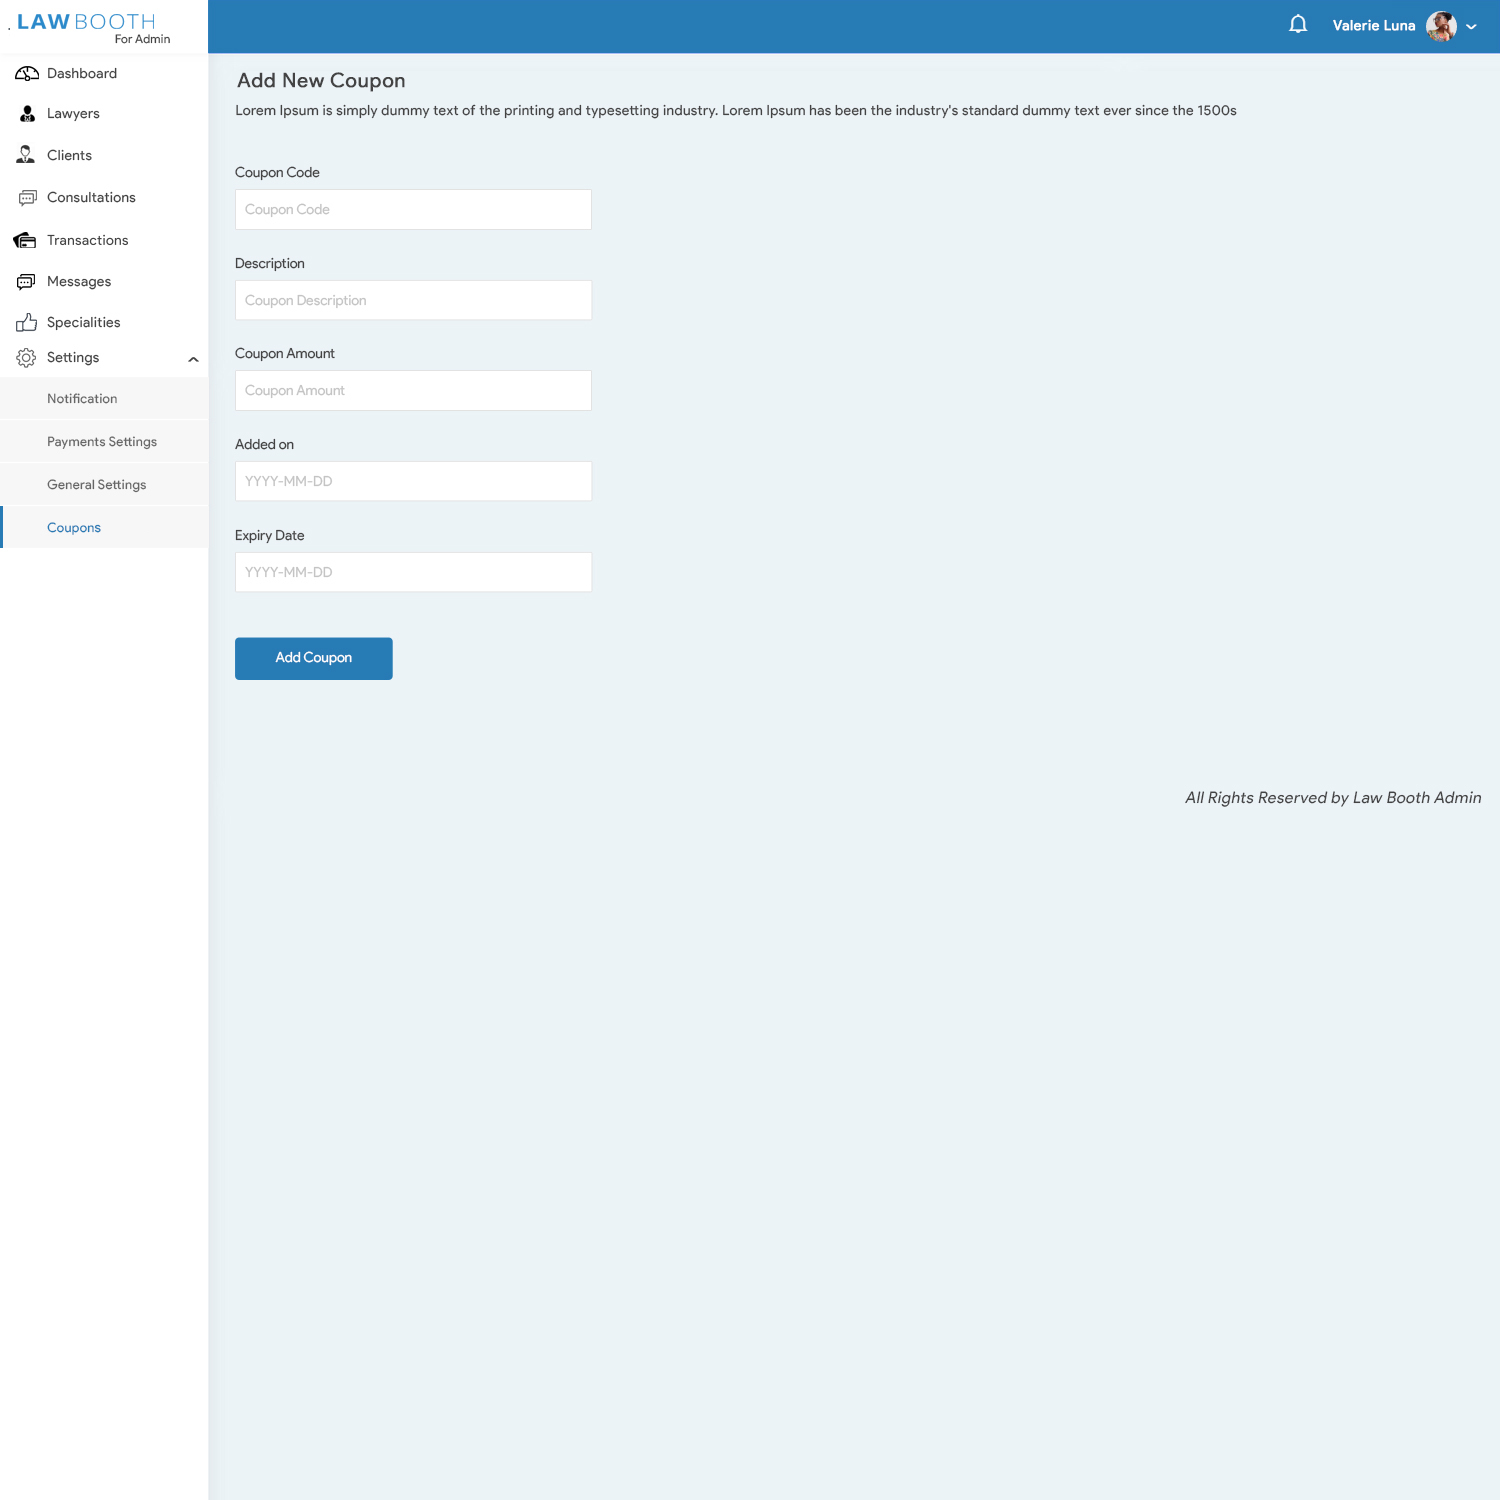 LAW BOOTH
For Admin
Valerie Luna
Dashboard
Lawyers
Clients
Consultations
Transactions
Messages
Specialities
Settings
Notification
Payments Settings
General Settings
Coupons
Add New Coupon
Lorem Ipsum is simply dummy text of the printing and typesetting industry. Lorem Ipsum has been the industry's standard dummy text ever since the 1500s
Coupon Code
Coupon Code
Description
Coupon Description
Coupon Amount
Coupon Amount
Added on
YYYY-MM-DD
Expiry Date
YYYY-MM-DD
Add Coupon
All Rights Reserved by Law Booth Admin